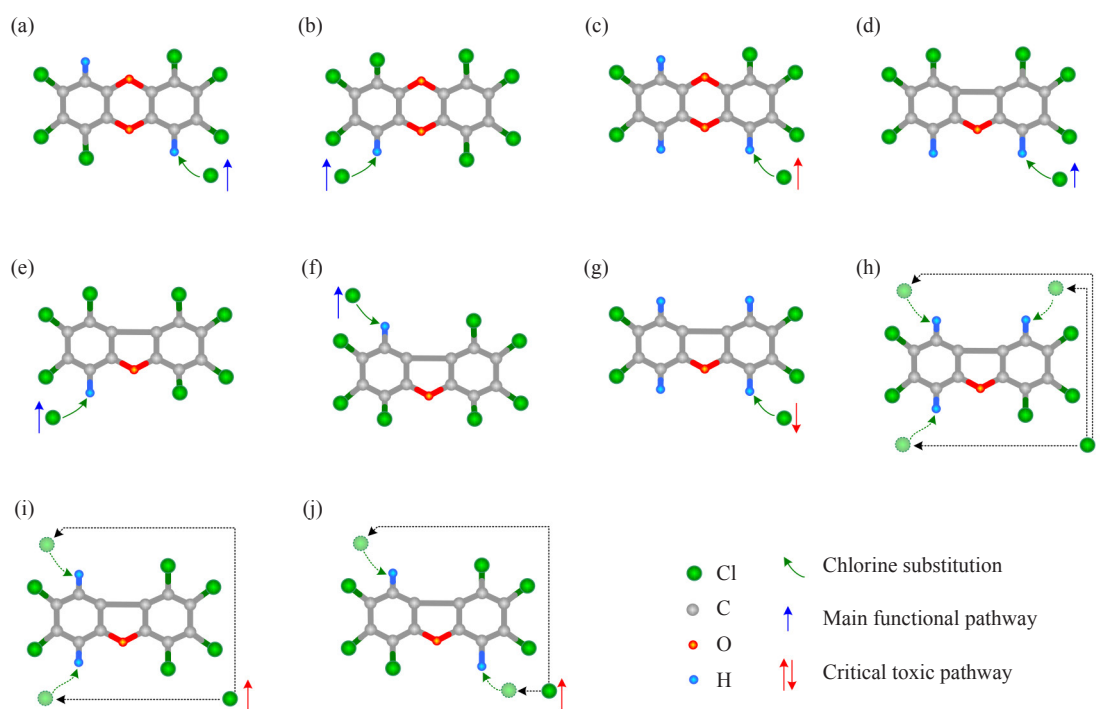 (a)
(b)
(c)
(d)
(e)
(f)
(g)
(h)
(i)
(j)
Cl
C
O
H
Chlorine substitution
Main functional pathway
Critical toxic pathway